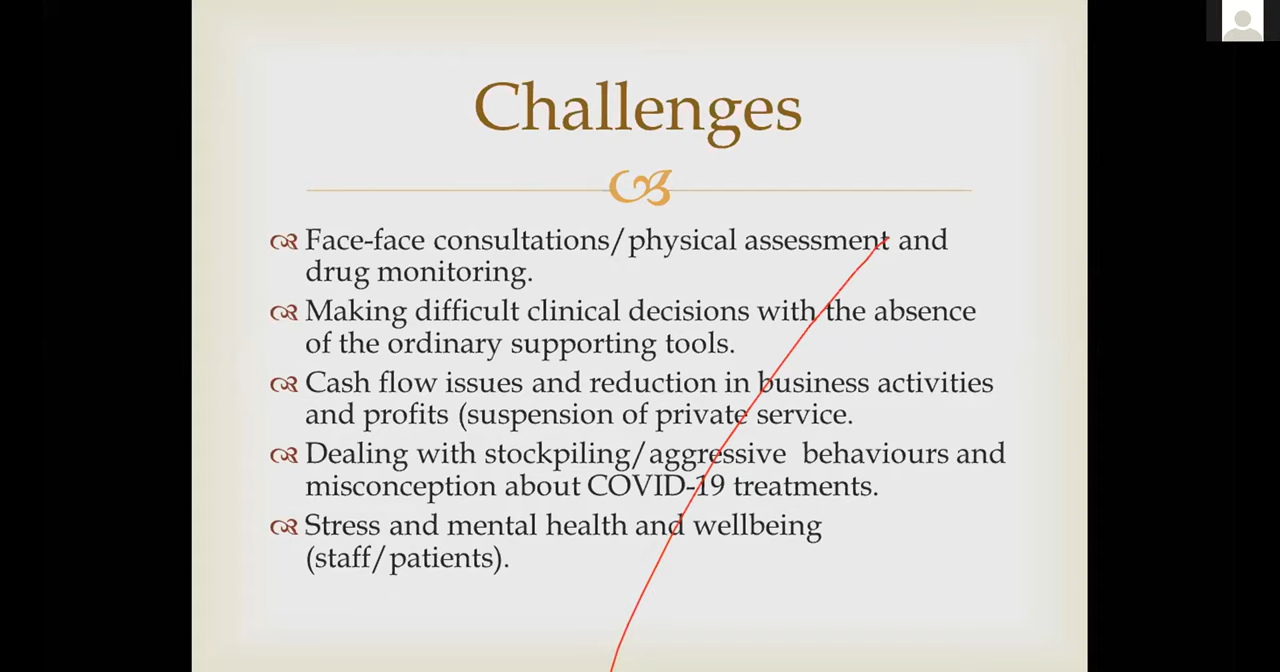 Challenges
Face-face consultations/physical assessment and
drug monitoring.
Making difficult clinical decisions with the absence
of the ordinary supporting tools.
Cash flow issues and reduction in business activities
and profits (suspension of private service.
Dealing with stockpiling/aggressive  behaviours and
misconception about COVID-19 treatments.
Stress and mental health and wellbeing
(staff/patients).